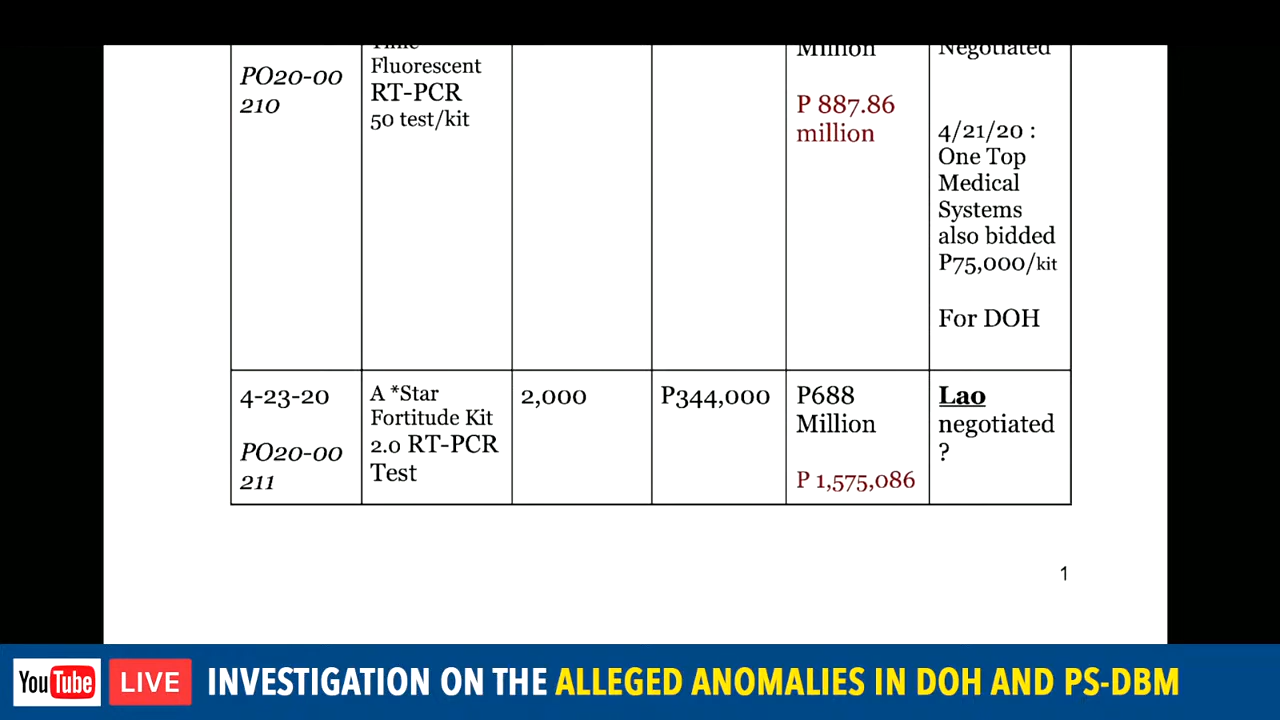 Time
Million
Negotiated
PO20-00
210
Fluorescent
RT-PCR
50 test/kit
P 887.86
million
4/21/20 :
One Top
Medical
Systems
also bidded
P75,000/kit
For DOH
4-23-20
PO20-00
211
A *Star
Fortitude Kit
2.0 RT-PCR
Test
2,000
P344,000
P688
Million
P 1,575,086
Lao
negotiated
?
1
YouTube
LIVE
INVESTIGATION ON THE ALLEGED ANOMALIES IN DOH AND PS-DBM